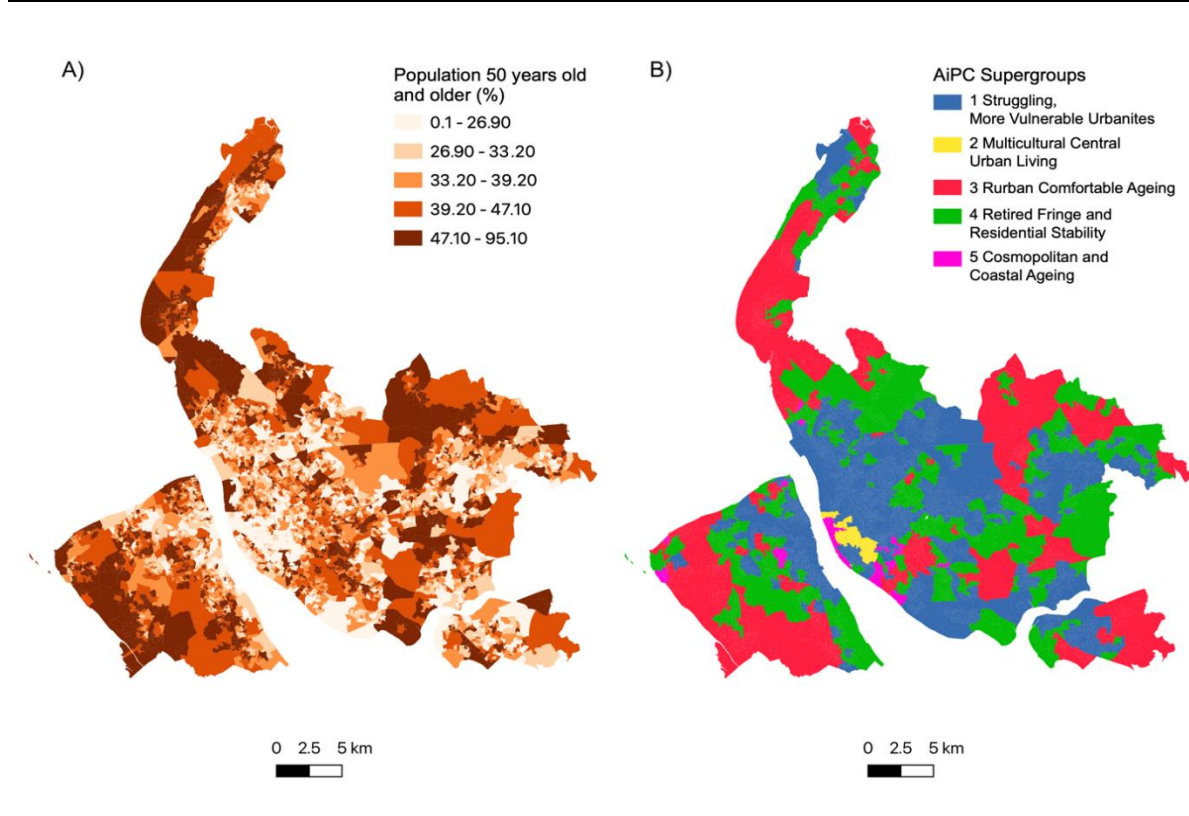 A)
Population 50 years old
and older (%)
0.1 - 26.90
26.90 - 33.20
33.20 - 39.20
39.20 - 47.10
47.10 - 95.10
0 2.5 5 km
B)
AiPC Supergroups
1 Struggling,
More Vulnerable Urbanites
2 Multicultural Central
Urban Living
3 Rurban Comfortable Ageing
4 Retired Fringe and
Residential Stability
5 Cosmopolitan and
Coastal Ageing
0 2.5 5 km